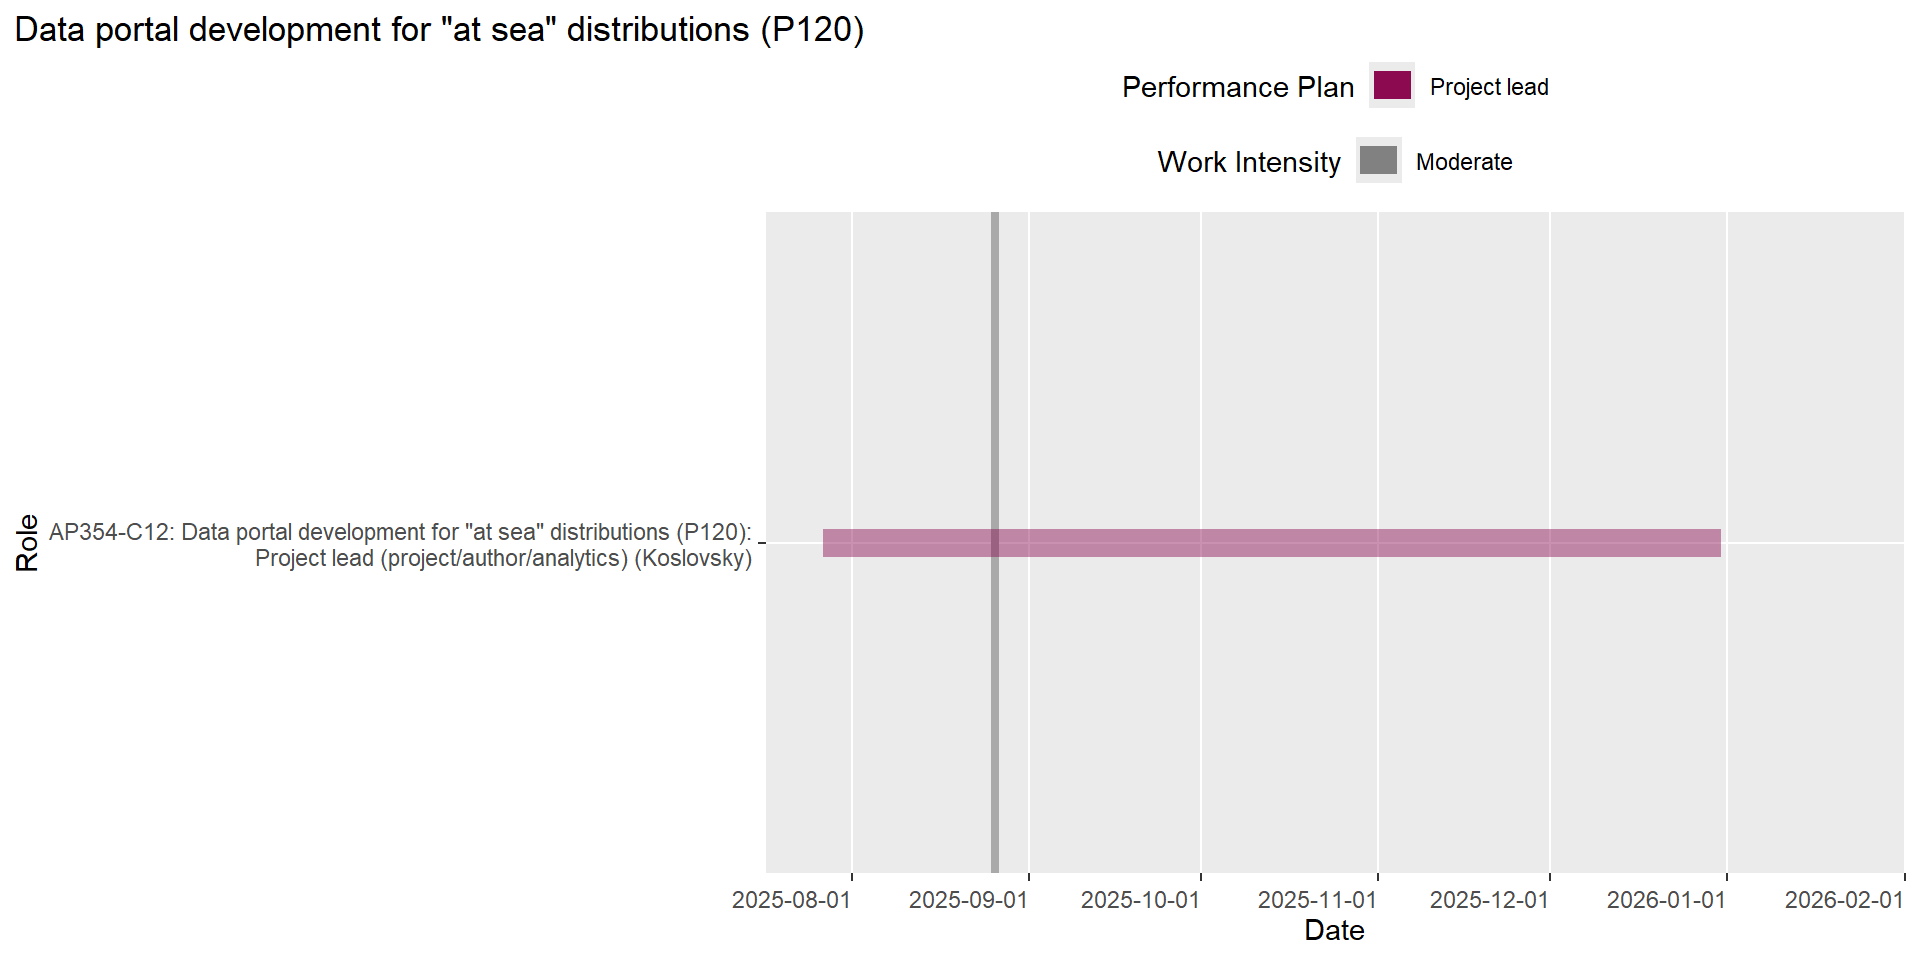 Data portal development for "at sea" distributions (P120)
Performance Plan
Project lead
Work Intensity
Moderate
Role
AP354-C12: Data portal development for "at sea" distributions (P120):
Project lead (project/author/analytics) (Koslovsky)
2025-08-01
2025-09-01
2025-10-01
2025-11-01
2025-12-01
2026-01-01
2026-02-01
Date